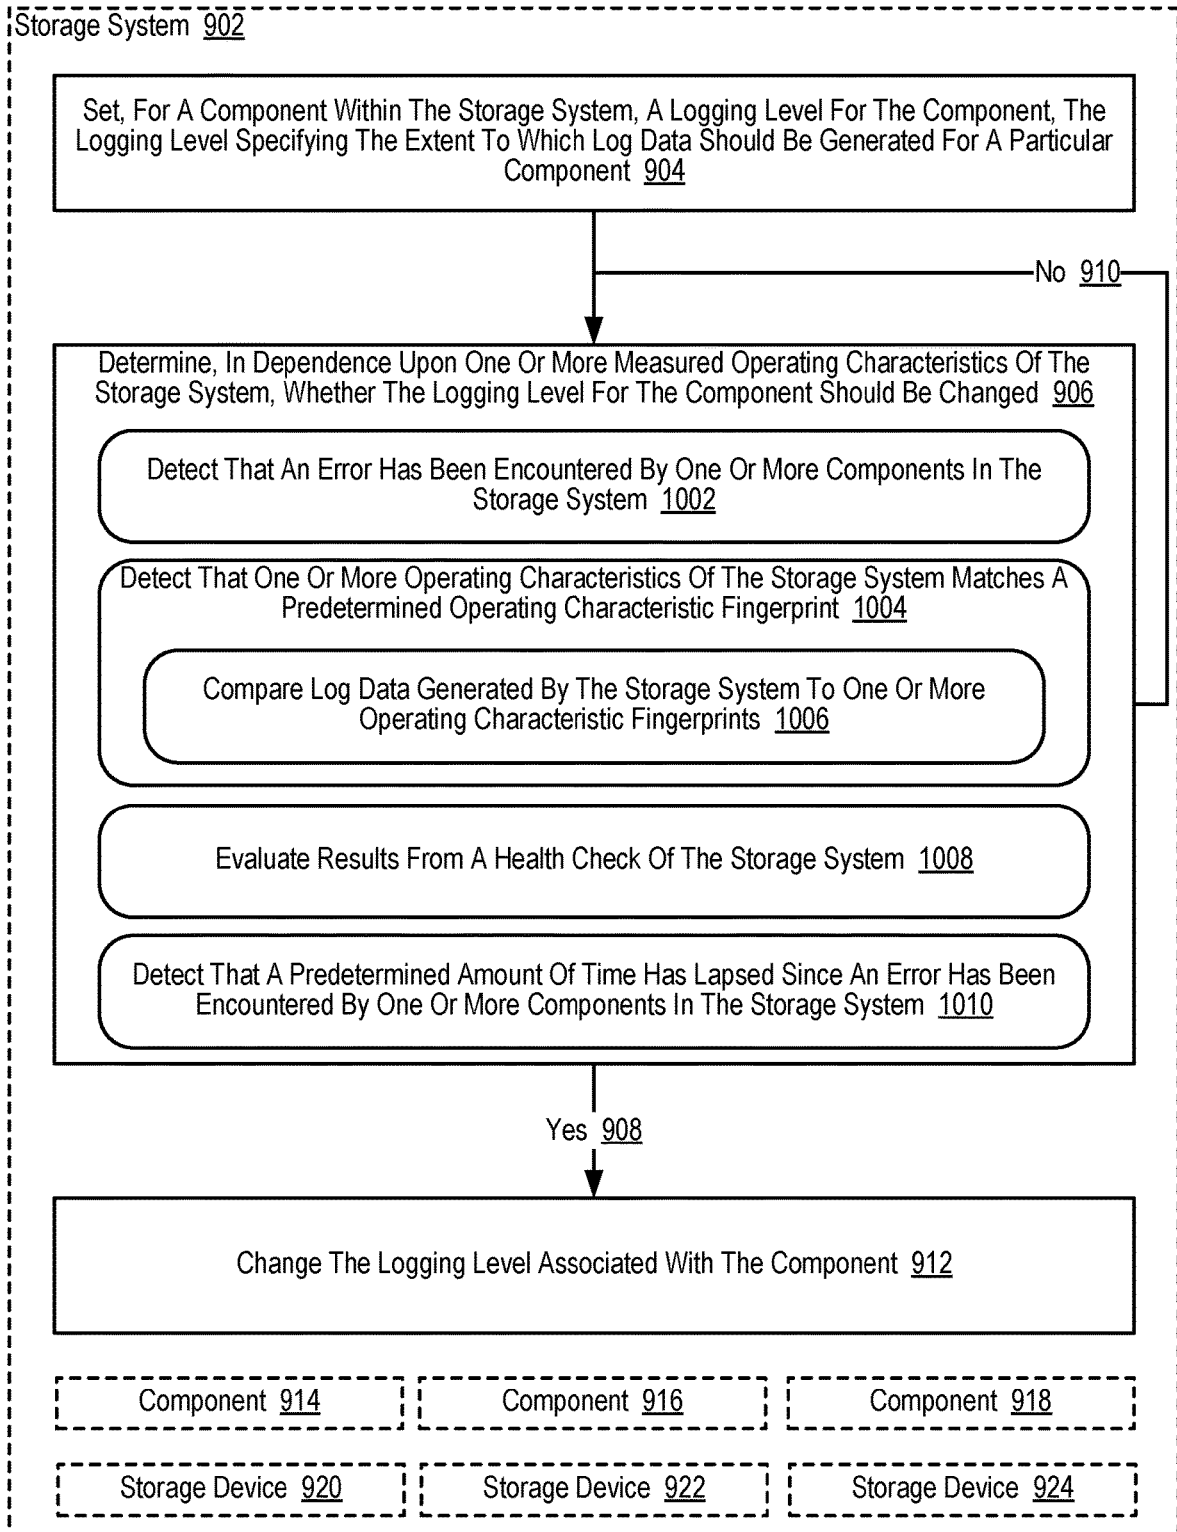 Storage System 902
Set, For A Component Within The Storage System, A Logging Level For The Component, The
Logging Level Specifying The Extent To Which Log Data Should Be Generated For A Particular
Component 904
No 910
Determine, In Dependence Upon One Or More Measured Operating Characteristics Of The
Storage System, Whether The Logging Level For The Component Should Be Changed 906
Detect That An Error Has Been Encountered By One Or More Components In The
Storage System 1002
Detect That One Or More Operating Characteristics Of The Storage System Matches A
Predetermined Operating Characteristic Fingerprint 1004
Compare Log Data Generated By The Storage System To One Or More
Operating Characteristic Fingerprints 1006
Evaluate Results From A Health Check Of The Storage System 1008
Detect That A Predetermined Amount Of Time Has Lapsed Since An Error Has Been
Encountered By One Or More Components In The Storage System 1010
Yes 908
Change The Logging Level Associated With The Component 912
Component 914
Component 916
Component 918
Storage Device 920
Storage Device 922
Storage Device 924